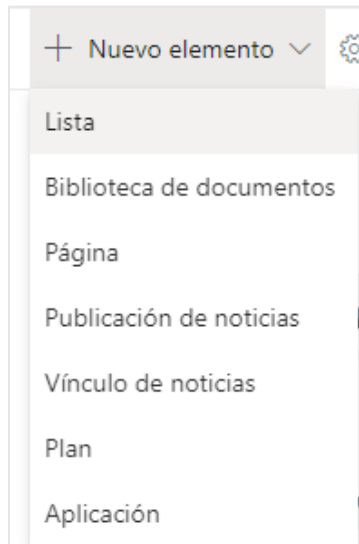 Nuevo elemento
Lista
Biblioteca de documentos
Página
Publicación de noticias
Vínculo de noticias
Plan
Aplicación